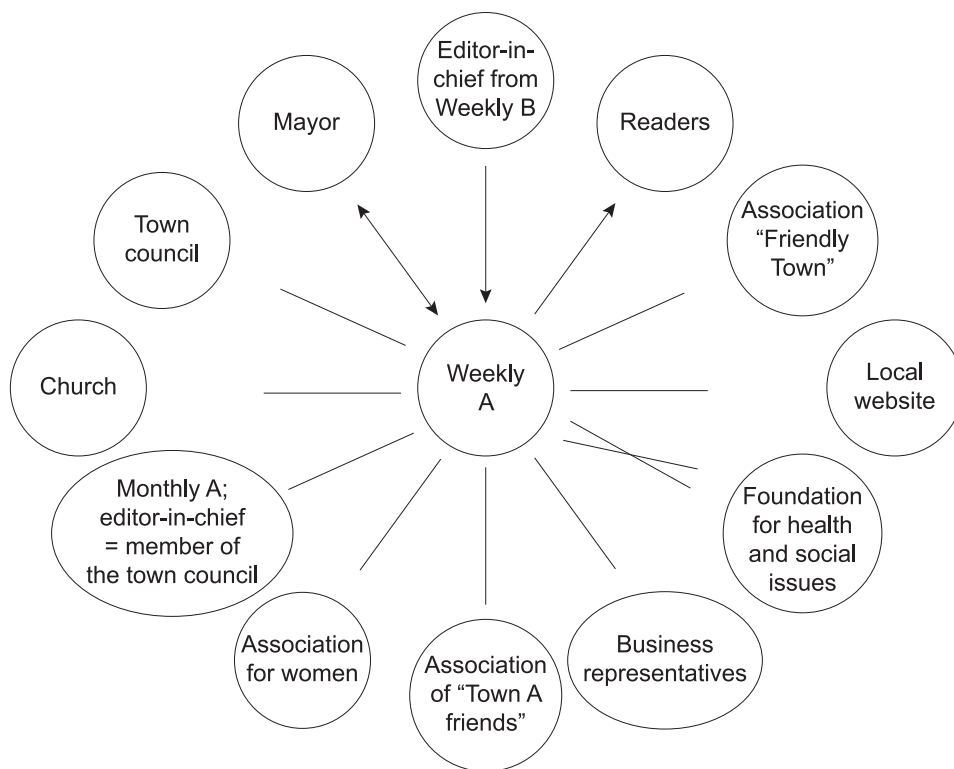 Editor-in-
chief from
Weekly B
Mayor
Readers
Town
council
Association
“Friendly
Town”
Church
Weekly
A
Local
website
Monthly A;
editor-in-chief
= member of
the town council
Foundation
for health
and social
issues
Association
for women
Association
of “Town A
friends”
Business
representatives